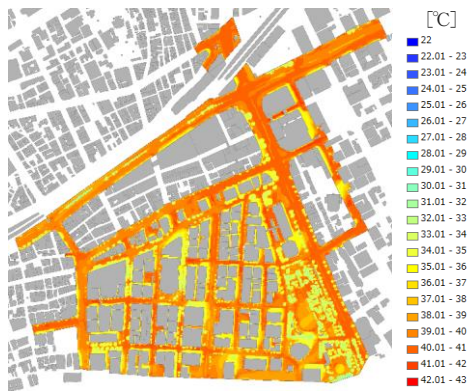 [℃]
22
22.01 - 23
23.01 - 24
24.01 - 25
25.01 - 26
26.01 - 27
27.01 - 28
28.01 - 29
29.01 - 30
30.01 - 31
31.01 - 32
32.01 - 33
33.01 - 34
34.01 - 35
35.01 - 36
36.01 - 37
37.01 - 38
38.01 - 39
39.01 - 40
40.01 - 41
41.01 - 42
42.01 - 42